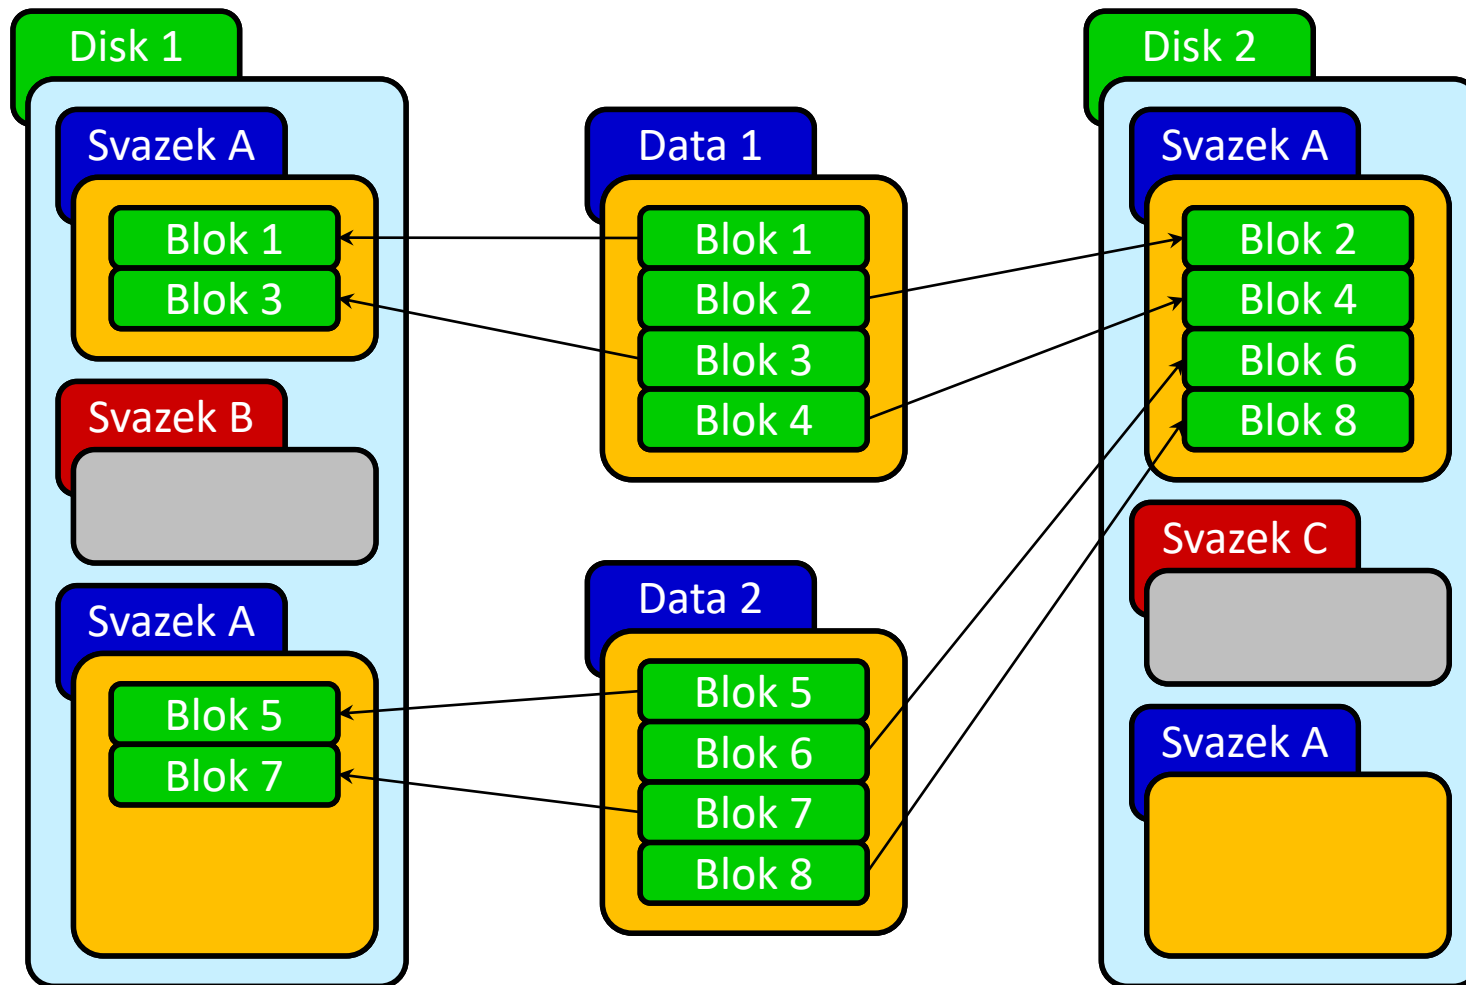 Disk 1
Svazek A
Blok 1
Blok 3
Svazek B
Svazek A
Blok 5
Blok 7
Data 1
Blok 1
Blok 2
Blok 3
Blok 4
Data 2
Blok 5
Blok 6
Blok 7
Blok 8
Disk 2
Svazek A
Blok 2
Blok 4
Blok 6
Blok 8
Svazek C
Svazek A